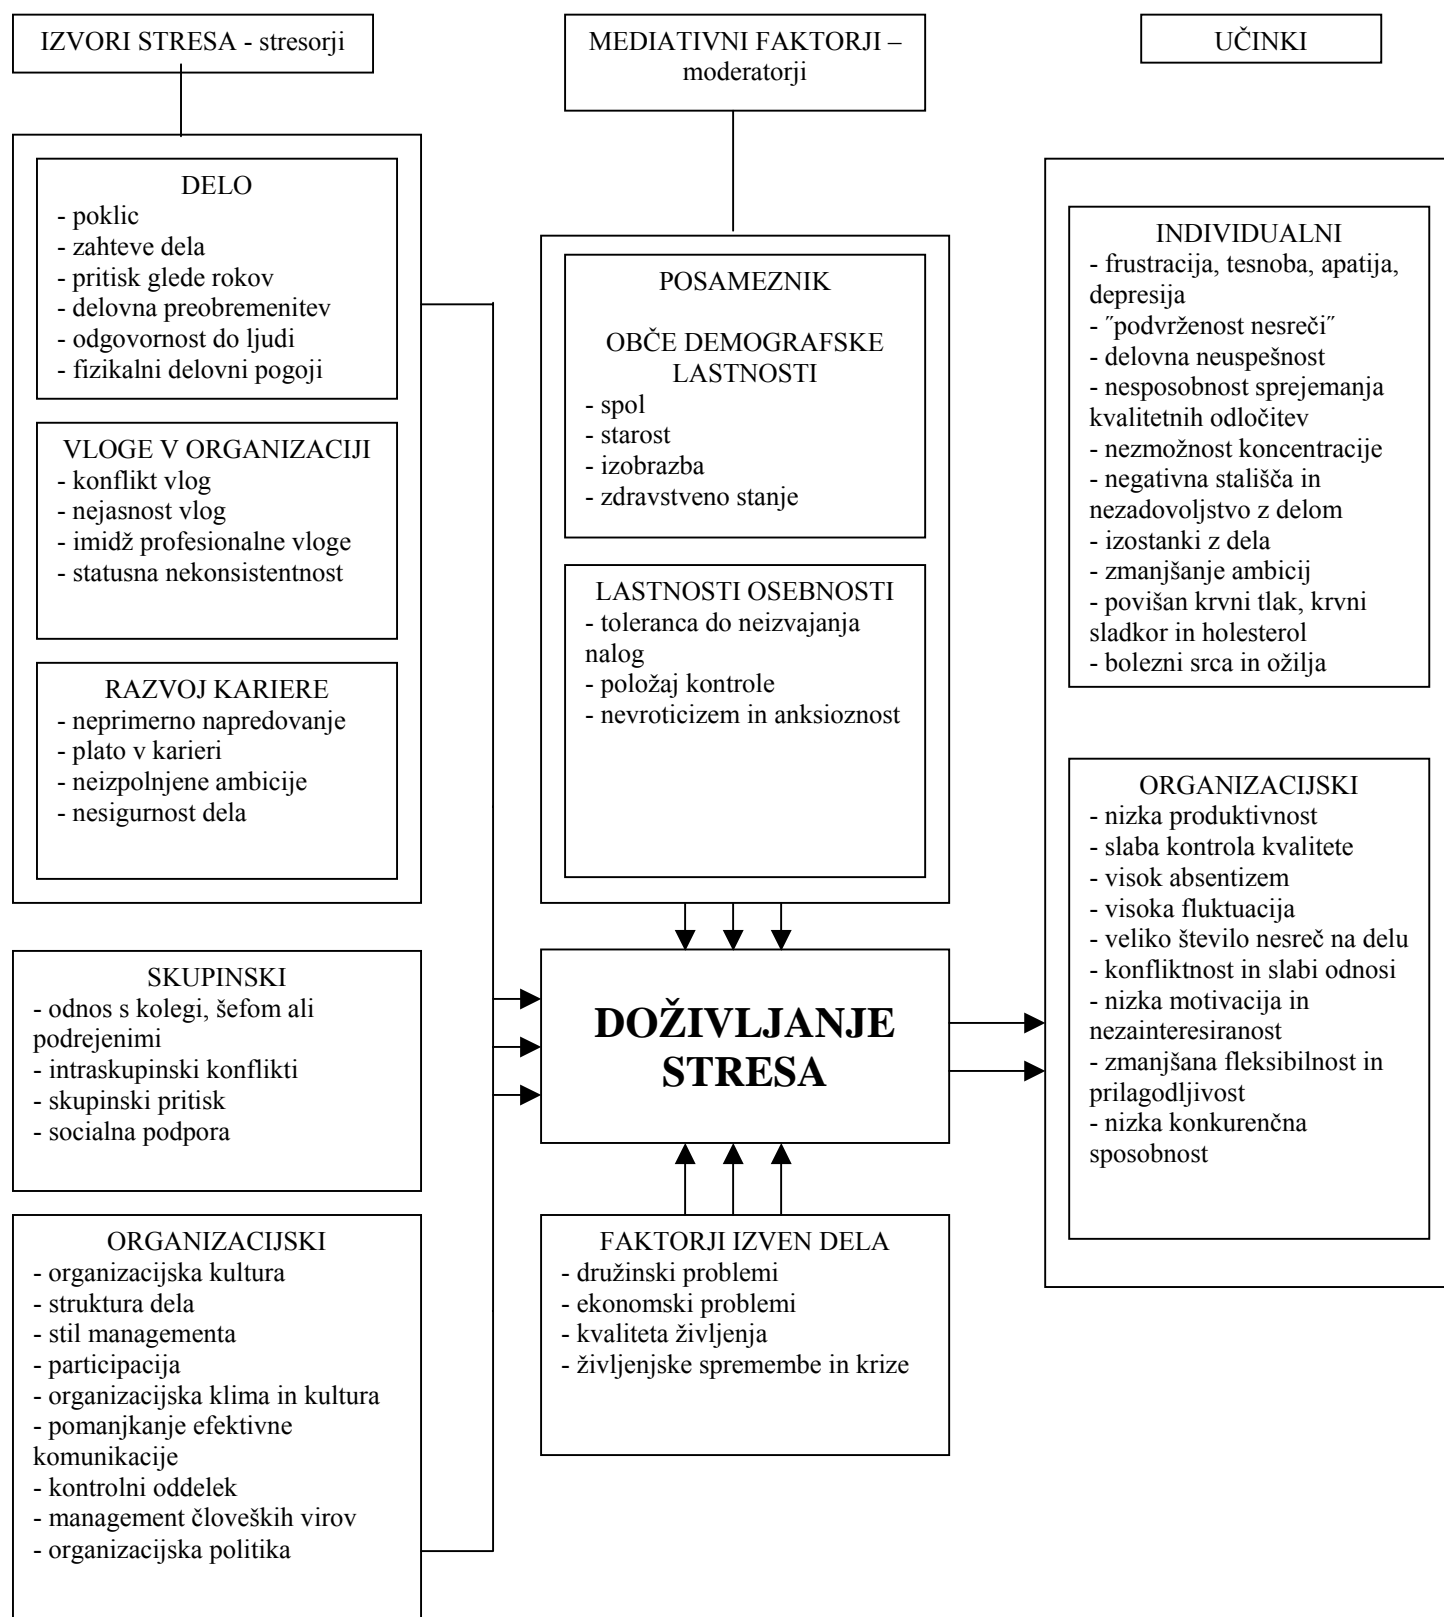 IZVORI STRESA - stresorji
MEDIATIVNI FAKTORJI –
moderatorji
UČINKI
DELO
- poklic
- zahteve dela
- pritisk glede rokov
- delovna preobremenitev
- odgovornost do ljudi
- fizikalni delovni pogoji
VLOGE V ORGANIZACIJI
- konflikt vlog
- nejasnost vlog
- imidž profesionalne vloge
- statusna nekonsistentnost
RAZVOJ KARIERE
- neprimerno napredovanje
- plato v karieri
- neizpolnjene ambicije
- nesigurnost dela
SKUPINSKI
- odnos s kolegi, šefom ali
podrejenimi
- intraskupinski konflikti
- skupinski pritisk
- socialna podpora
ORGANIZACIJSKI
- organizacijska kultura
- struktura dela
- stil managementa
- participacija
- organizacijska klima in kultura
- pomanjkanje efektivne
komunikacije
- kontrolni oddelek
- management človeških virov
- organizacijska politika
POSAMEZNIK
OBČE DEMOGRAFSKE
LASTNOSTI
- spol
- starost
- izobrazba
- zdravstveno stanje
LASTNOSTI OSEBNOSTI
- toleranca do neizvajanja
nalog
- položaj kontrole
- nevroticizem in anksioznost
DOŽIVLJANJE
STRESA
FAKTORJI IZVEN DELA
- družinski problemi
- ekonomski problemi
- kvaliteta življenja
- življenjske spremembe in krize
INDIVIDUALNI
- frustracija, tesnoba, apatija,
depresija
- ˝podvrženost nesreči˝
- delovna neuspešnost
- nesposobnost sprejemanja
kvalitetnih odločitev
- nezmožnost koncentracije
- negativna stališča in
nezadovoljstvo z delom
- izostanki z dela
- zmanjšanje ambicij
- povišan krvni tlak, krvni
sladkor in holesterol
- bolezni srca in ožilja
ORGANIZACIJSKI
- nizka produktivnost
- slaba kontrola kvalitete
- visok absentizem
- visoka fluktuacija
- veliko število nesreč na delu
- konfliktnost in slabi odnosi
- nizka motivacija in
nezainteresiranost
- zmanjšana fleksibilnost in
prilagodljivost
- nizka konkurenčna
sposobnost